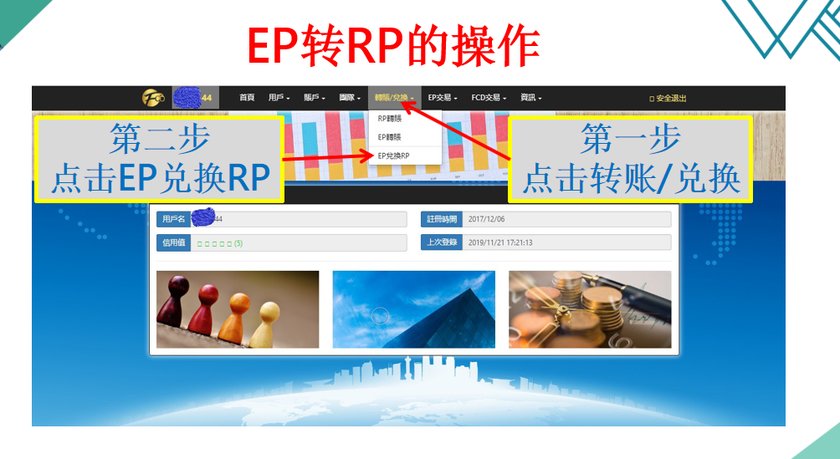 EP转RP的操作
44 首頁 用戶 賬戶 團隊 轉賬/兌換 EP交易 FCD交易 資訊 安全退出
RP轉賬
EP轉賬
EP兌換RP
第二步
点击EP兑换RP
第一步
点击转账/兑换
用戶名 44 註冊時間 2017/12/06
信用值 (5) 上次登錄 2019/11/21 17:21:13